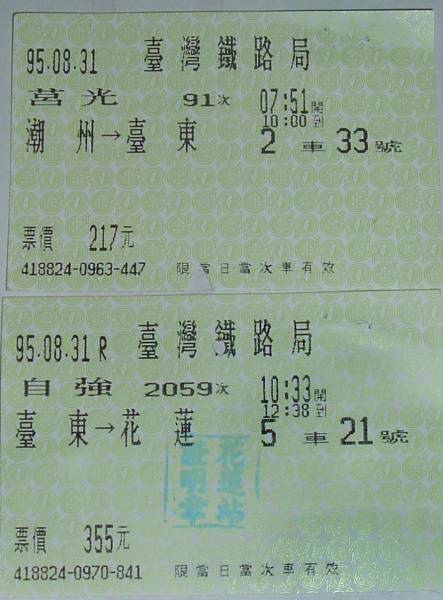 95.08.31 臺灣鐵路局
莒光 91次 07:51開
10:00到
潮州→臺東 2車33號
票價 217元
418824-0963-447 限當日當次車有效
95.08.31 R 臺灣鐵路局
自強 2059次 10:33開
12:38到
臺東→花蓮 5車21號
花蓮站
證明章
票價 355元
418824-0970-841 限當日當次車有效